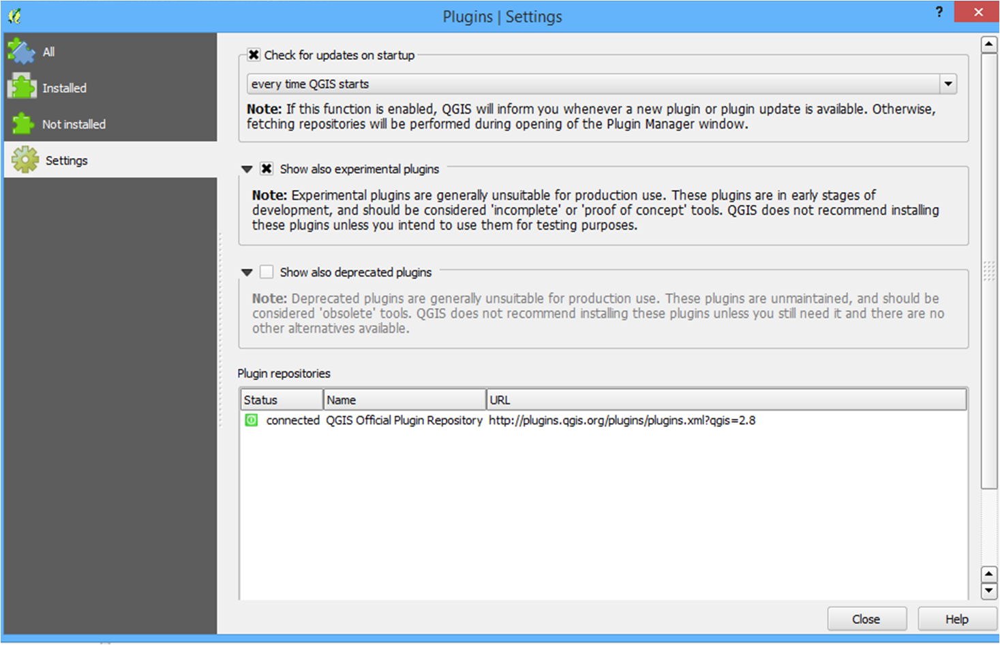 Plugins | Settings
?
All
Installed
Not installed
Settings
Check for updates on startup
every time QGIS starts
Note: If this function is enabled, QGIS will inform you whenever a new plugin or plugin update is available. Otherwise,
fetching repositories will be performed during opening of the Plugin Manager window.
Show also experimental plugins
Note: Experimental plugins are generally unsuitable for production use. These plugins are in early stages of
development, and should be considered 'incomplete' or 'proof of concept' tools. QGIS does not recommend installing
these plugins unless you intend to use them for testing purposes.
Show also deprecated plugins
Note: Deprecated plugins are generally unsuitable for production use. These plugins are unmaintained, and should be
considered 'obsolete' tools. QGIS does not recommend installing these plugins unless you still need it and there are no
other alternatives available.
Plugin repositories
Status Name URL
connected QGIS Official Plugin Repository http://plugins.qgis.org/plugins/plugins.xml?qgis=2.8
Close Help